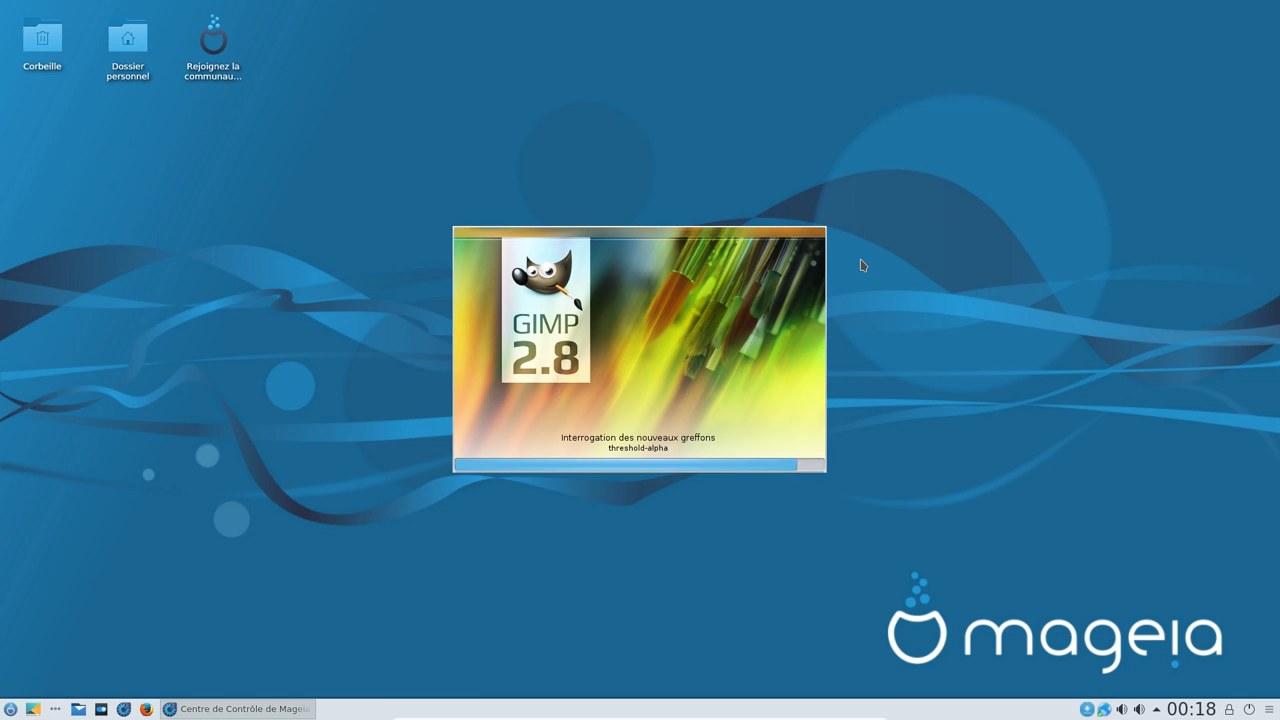 Corbeille
Dossier
personnel
Rejoignez la
communau...
GIMP
2.8
Interrogation des nouveaux greffons
threshold-alpha
mageia
Centre de Contrôle de Mageia
00:18